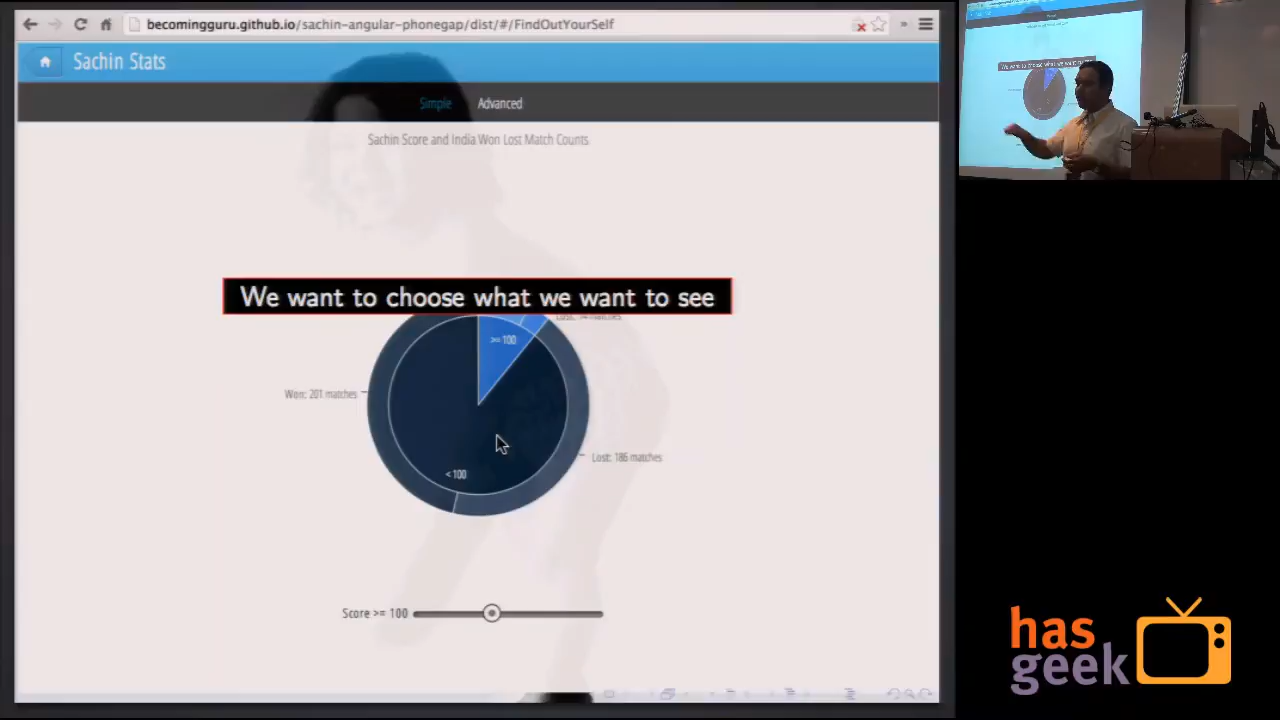 becomingguru.github.io/sachin-angular-phonegap/dist/#/FindOutYourSelf
Sachin Stats
Simple
Advanced
Sachin Score and India Won Lost Match Counts
We want to choose what we want to see
>= 100
Won: 201 matches
Lost: 186 matches
< 100
Score >= 100
has
geek